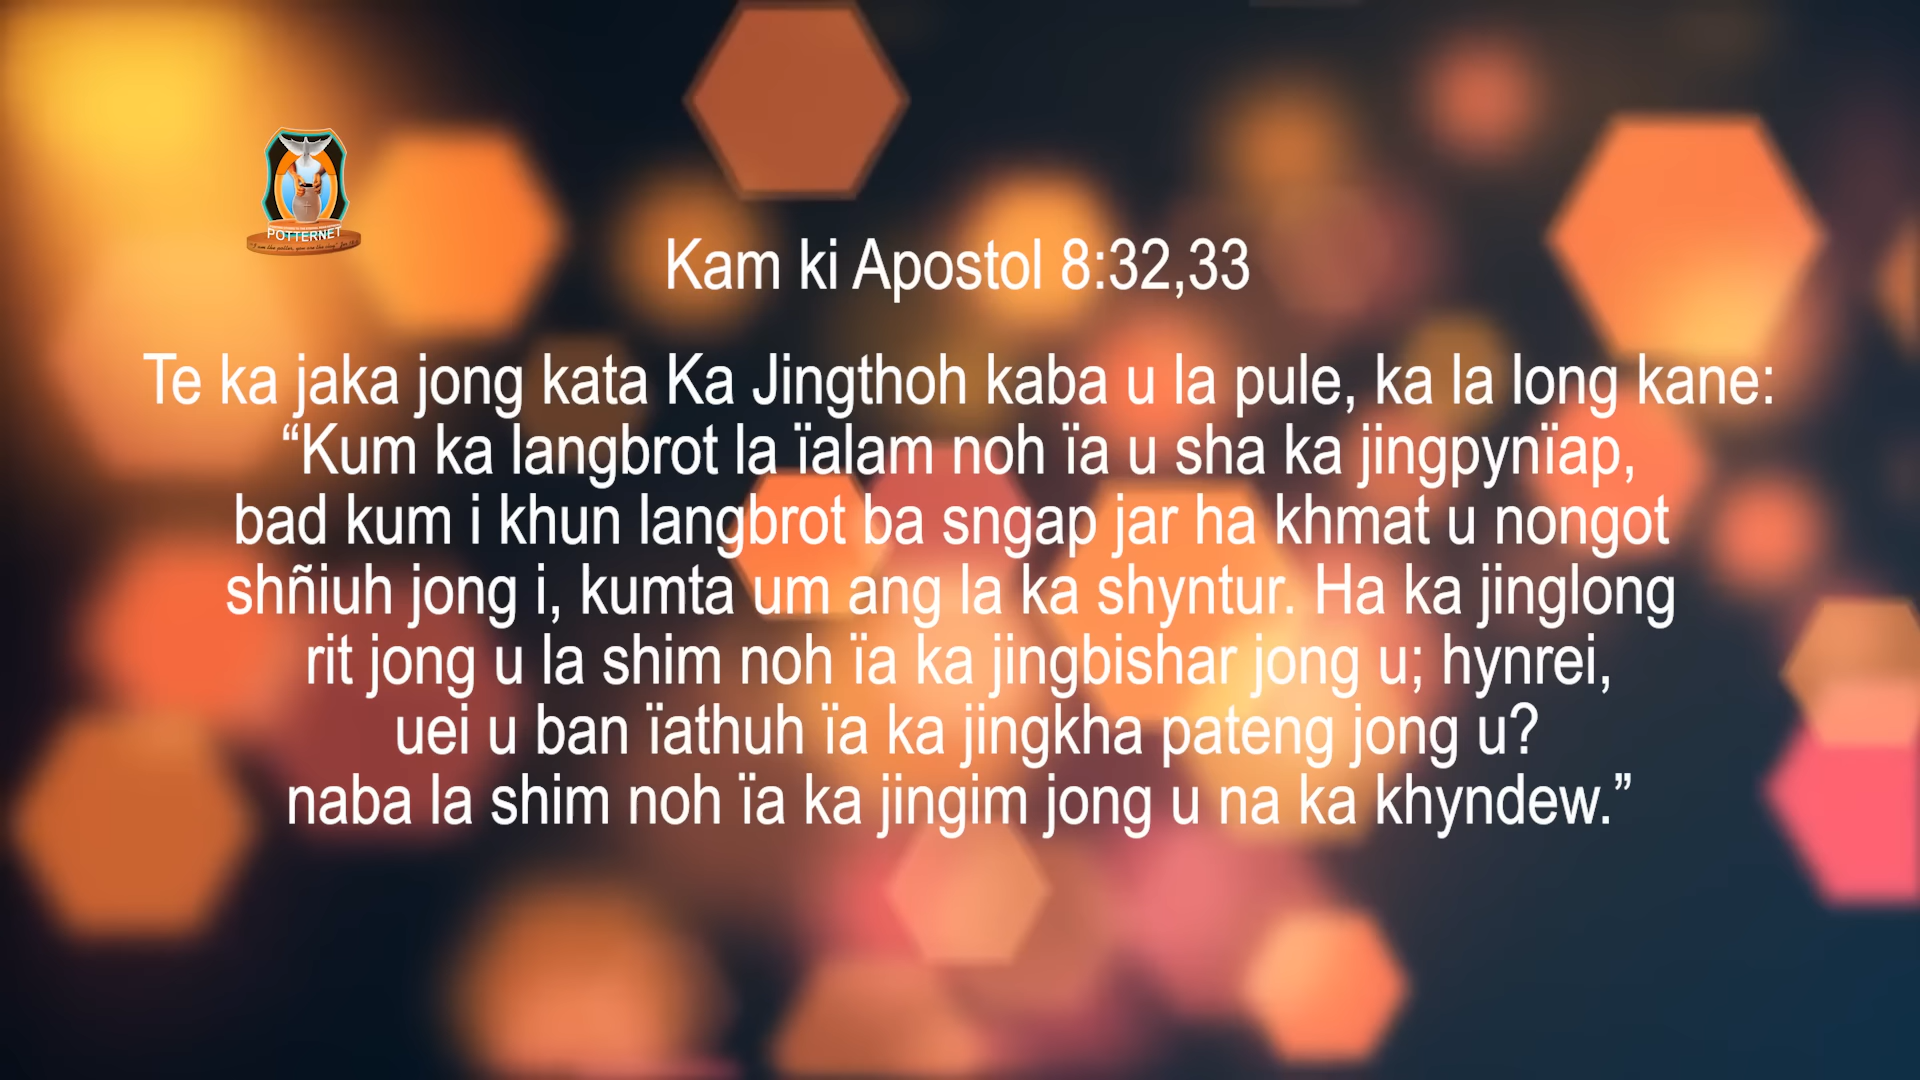 POTTERNET
Kam ki Apostol 8:32,33
Te ka jaka jong kata Ka Jingthoh kaba u la pule, ka la long kane:
“Kum ka langbrot la ïalam noh ïa u sha ka jingpynïap,
bad kum i khun langbrot ba sngap jar ha khmat u nongot
shñiuh jong i, kumta um ang la ka shyntur. Ha ka jinglong
rit jong u la shim noh ïa ka jingbishar jong u; hynrei,
uei u ban ïathuh ïa ka jingkha pateng jong u?
naba la shim noh ïa ka jingim jong u na ka khyndew.”